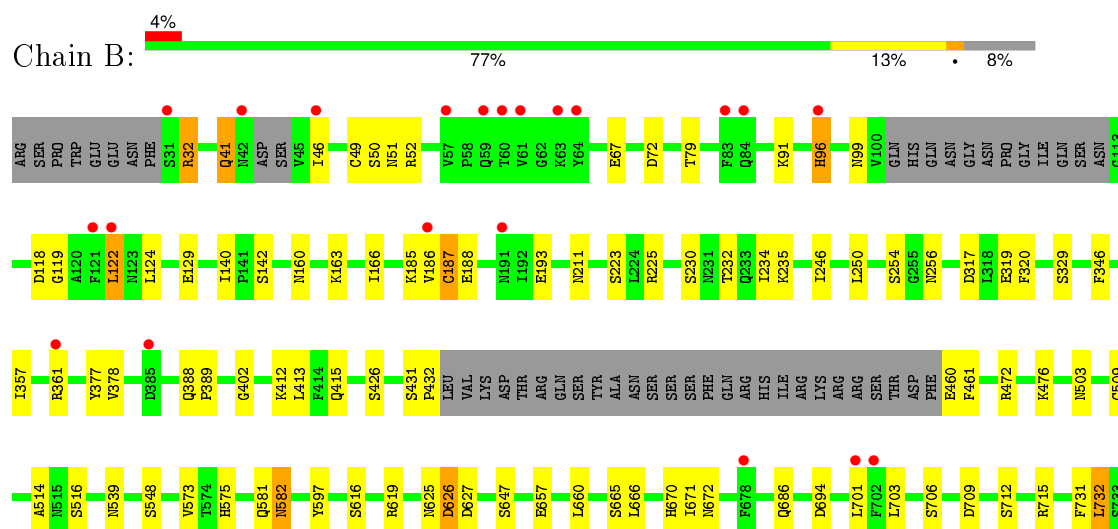 4%
Chain B:
77% 13% • 8%
ARG SER PRO TRP GLU GLU ASN PHE S31 R32 Q41 N42 ASP SER V45 I46 C49 S50 N51 R52 V57 P58 Q59 T60 V61 G62 K63 Y64 E67 D72 T79 F83 Q84 K91 H96 N99 V100 GLN HIS GLN ASN GLY ASN PRO GLY ILE GLN SER ASN G113
D118 G119 A120 F121 L122 N123 L124 E129 I140 P141 S142 N160 K163 I166 K185 V186 C187 E188 N191 I192 E193 N211 S223 L224 R225 S230 N231 T232 Q233 I234 K235 I246 L250 S254 G255 N256 D317 L318 E319 F320 S329 F346
I357 R361 Y377 V378 D385 Q388 P389 G402 K412 L413 F414 Q415 S426 S431 P432 LEU VAL LYS ASP THR ARG GLN SER TYR ALA ASN SER SER SER PHE GLN ARG HIS ILE ARG LYS ARG ARG SER THR ASP PHE E460 F461 R472 K476 N503
A514 N515 S516 N539 S548 V573 T574 H575 Q581 N582 Y597 S616 R619 N625 D626 D627 S647 E657 L660 S665 L666 H670 I671 N672 F678 Q686 D694 L701 F702 L703 S706 D709 S712 R715 F731 L732